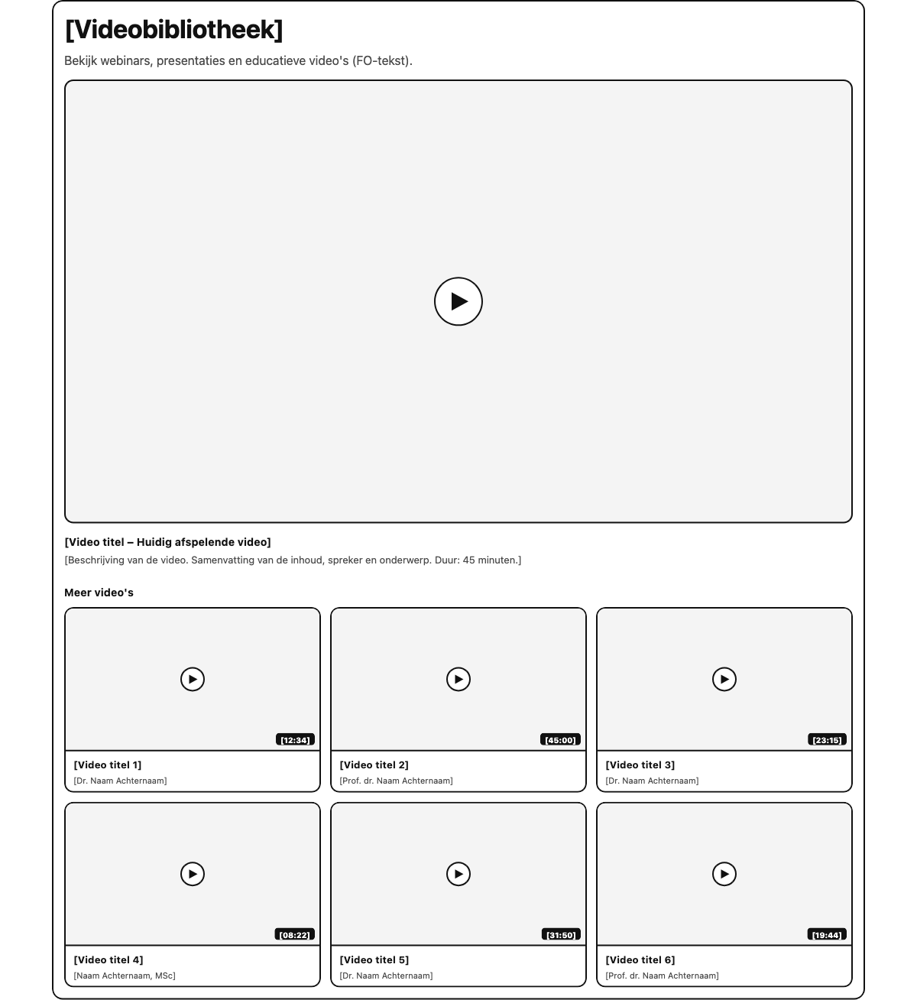 [Videobibliotheek]
Bekijk webinars, presentaties en educatieve video's (FO-tekst).
[Video titel – Huidig afspelende video]
[Beschrijving van de video. Samenvatting van de inhoud, spreker en onderwerp. Duur: 45 minuten.]
Meer video's
[12:34]
[Video titel 1]
[Dr. Naam Achternaam]
[45:00]
[Video titel 2]
[Prof. dr. Naam Achternaam]
[23:15]
[Video titel 3]
[Dr. Naam Achternaam]
[08:22]
[Video titel 4]
[Naam Achternaam, MSc]
[31:50]
[Video titel 5]
[Dr. Naam Achternaam]
[19:44]
[Video titel 6]
[Prof. dr. Naam Achternaam]